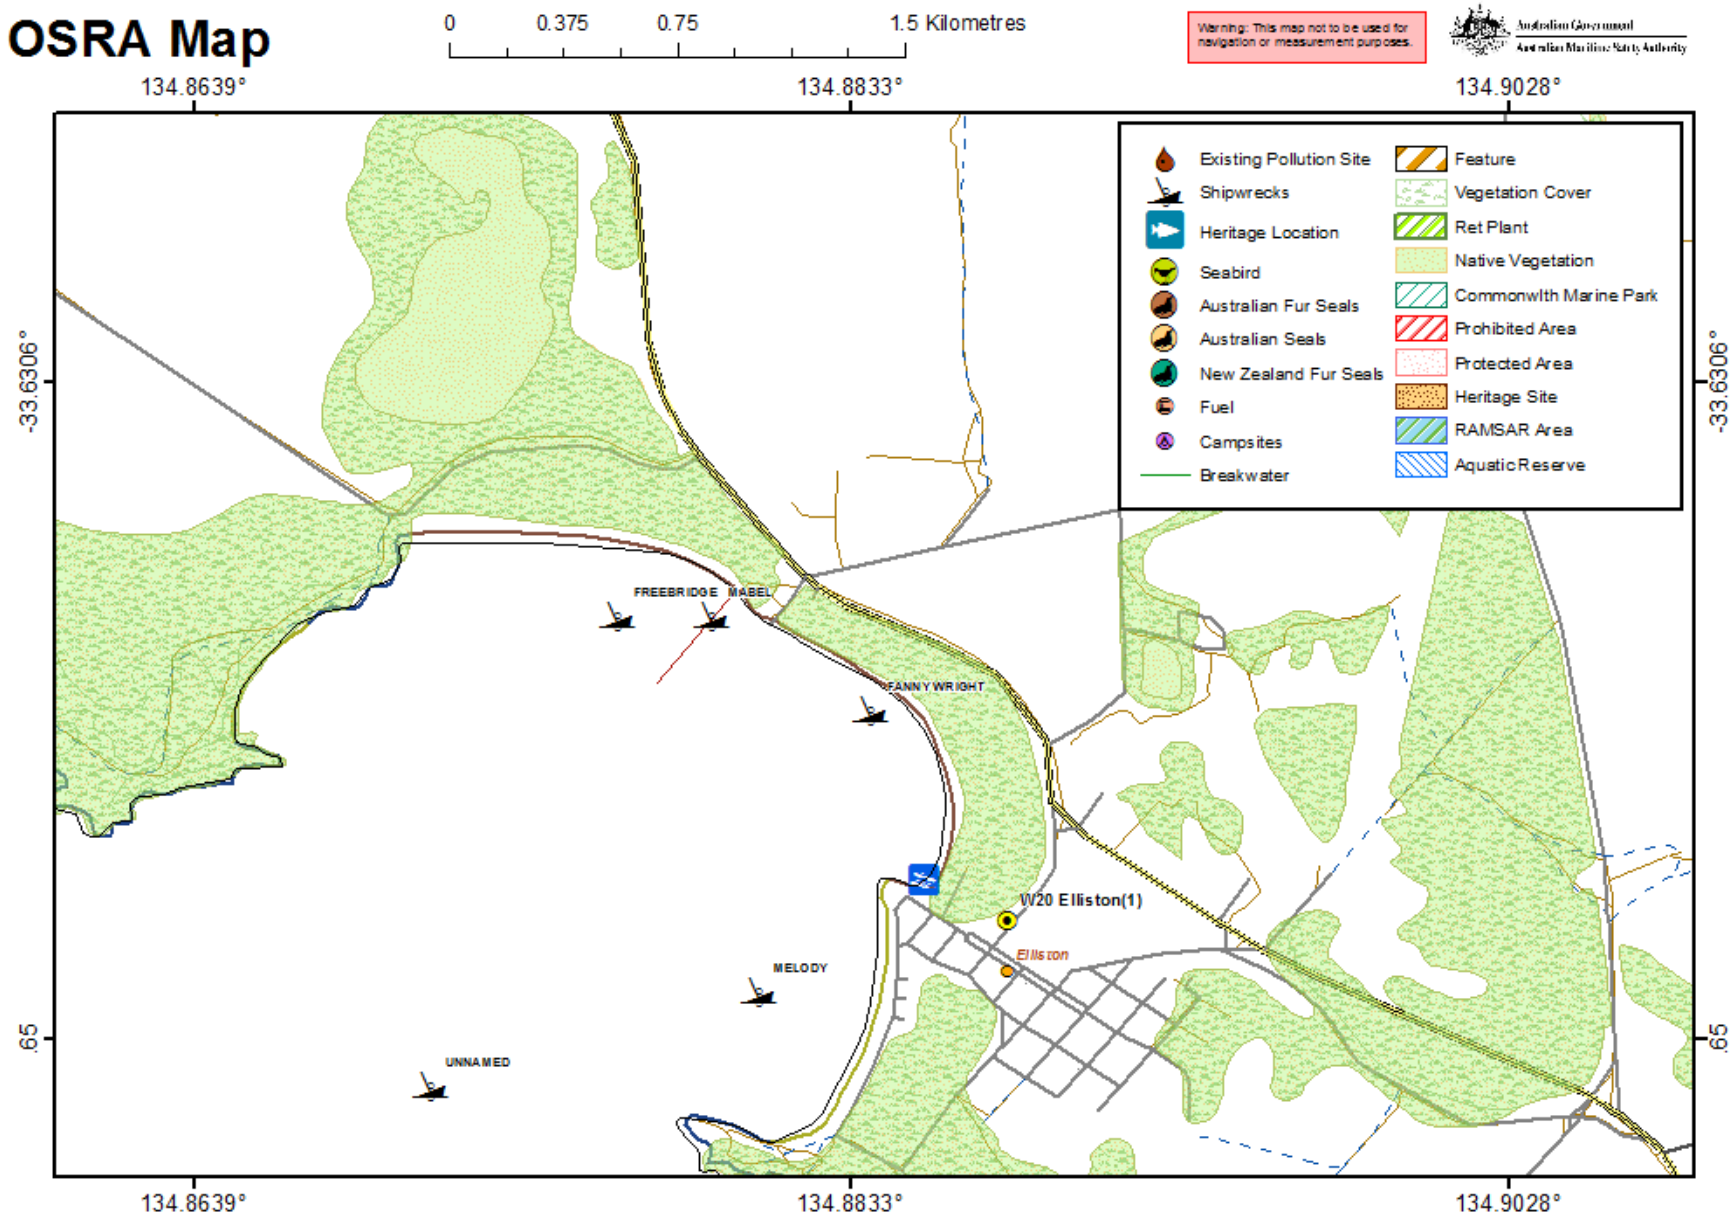 OSRA Map
0 0.375 0.75 1.5 Kilometres
Warning: This map not to be used for
navigation or measurement purposes.
Australian Government
Australian Maritime Safety Authority
134.8639° 134.8833° 134.9028°
-33.6306° -33.6306°
Existing Pollution Site
Shipwrecks
Heritage Location
Seabird
Australian Fur Seals
Australian Seals
New Zealand Fur Seals
Fuel
Campsites
Breakwater
Feature
Vegetation Cover
Ret Plant
Native Vegetation
Commonwlth Marine Park
Prohibited Area
Protected Area
Heritage Site
RAMSAR Area
Aquatic Reserve
FREEBRIDGE MABEL
FANNY WRIGHT
W20 Elliston(1)
Elliston
MELODY
UNNAMED
.65 .65
134.8639° 134.8833° 134.9028°